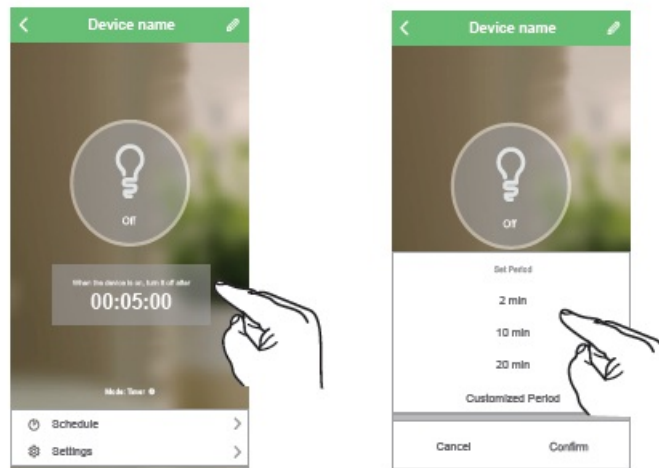 Device name
Off
When the device is on, turn it off after
00:05:00
Mode: Timer
Schedule
Settings
Device name
Off
Set Period
2 min
10 min
20 min
Customized Period
Cancel
Confirm